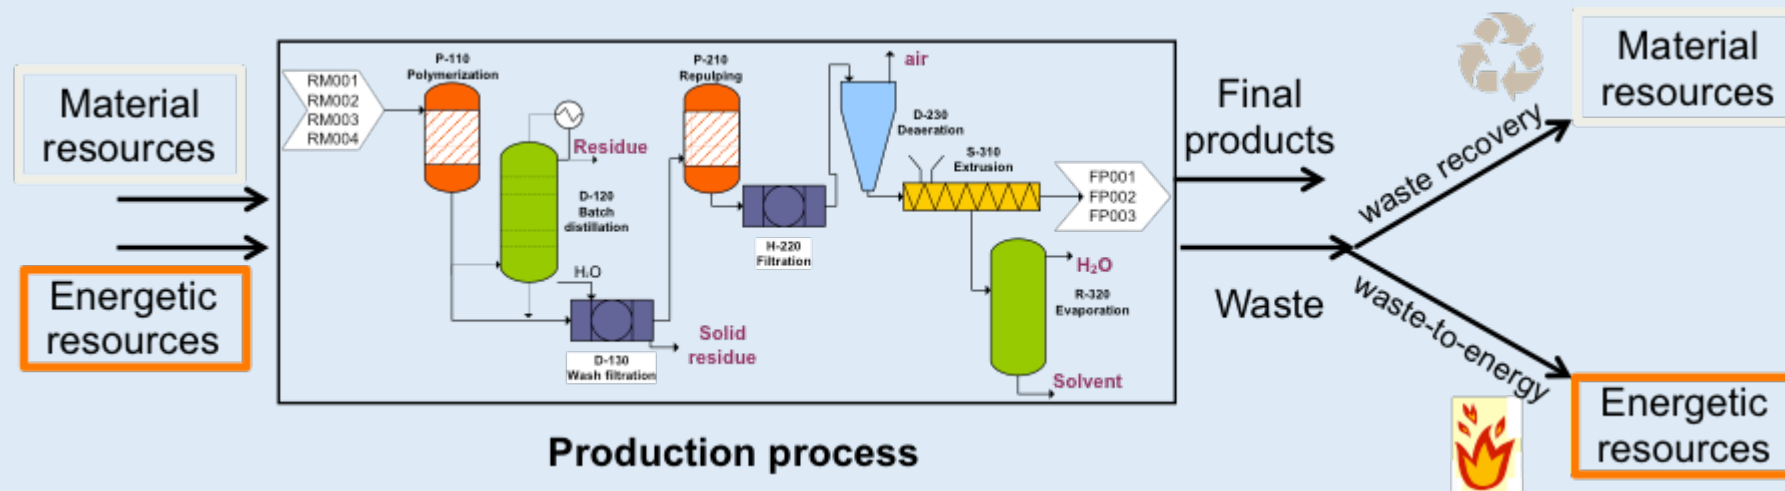 Material
resources
Energetic
resources
RM001
RM002
RM003
RM004
P-110
Polymerization
Residue
D-120
Batch
distillation
H₂O
D-130
Wash filtration
Solid
residue
P-210
Repulping
H-220
Filtration
air
D-230
Deaeration
S-310
Extrusion
FP001
FP002
FP003
H₂O
R-320
Evaporation
Solvent
Production process
Final
products
Waste
waste recovery
waste-to-energy
Material
resources
Energetic
resources